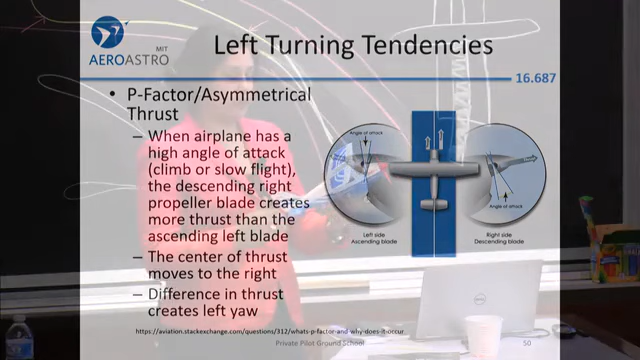 MIT
AEROASTRO
Left Turning Tendencies
16.687
• P-Factor/Asymmetrical
Thrust
– When airplane has a
high angle of attack
(climb or slow flight),
the descending right
propeller blade creates
more thrust than the
ascending left blade
– The center of thrust
moves to the right
– Difference in thrust
creates left yaw
Angle of attack
Angle of attack
Left side
Ascending blade
Right side
Descending blade
https://aviation.stackexchange.com/questions/312/whats-p-factor-and-why-does-it-occur
Private Pilot Ground School
50
DELL